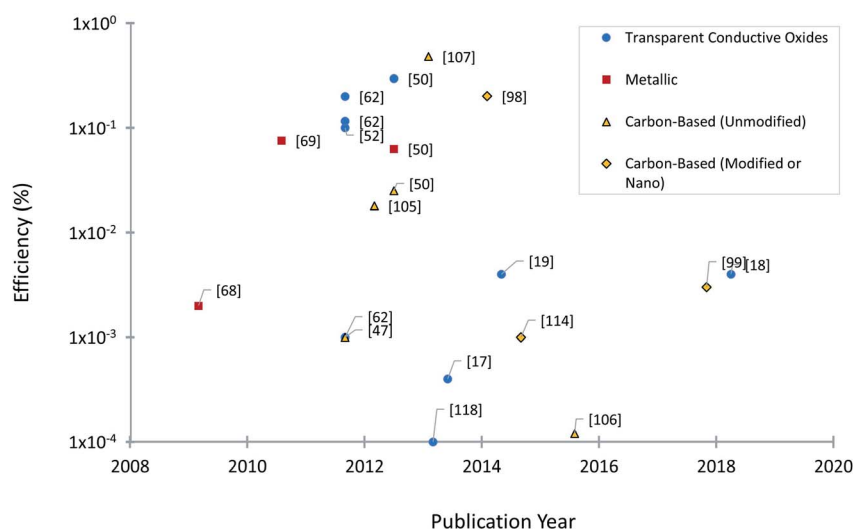 1x10⁰
1x10⁻¹
1x10⁻²
1x10⁻³
1x10⁻⁴
Efficiency (%)
2008 2010 2012 2014 2016 2018 2020
Publication Year
Transparent Conductive Oxides
Metallic
Carbon-Based (Unmodified)
Carbon-Based (Modified or
Nano)
[107]
[50]
[62]
[98]
[62]
[52]
[69]
[50]
[50]
[105]
[19]
[99]
[18]
[68]
[62]
[47]
[114]
[17]
[118]
[106]